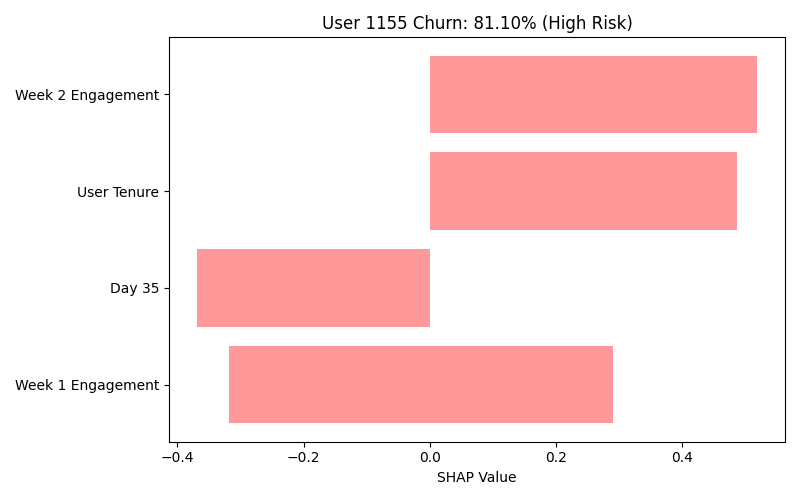 User 1155 Churn: 81.10% (High Risk)
Week 2 Engagement
User Tenure
Day 35
Week 1 Engagement
−0.4 −0.2 0.0 0.2 0.4
SHAP Value